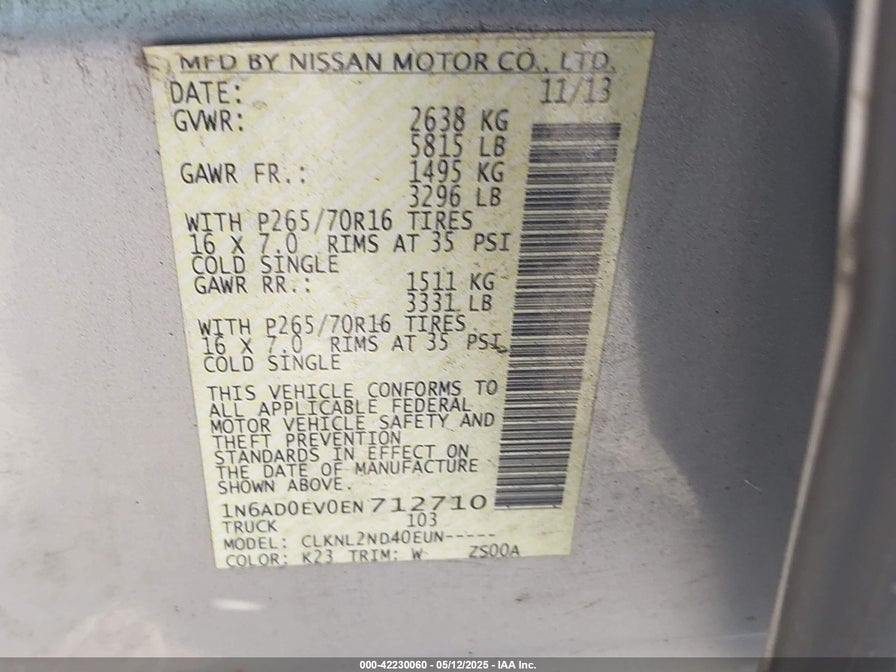 MFD BY NISSAN MOTOR CO., LTD.
DATE: 11/13
GVWR: 2638 KG
5815 LB
GAWR FR.: 1495 KG
3296 LB
WITH P265/70R16 TIRES
16 X 7.0 RIMS AT 35 PSI
COLD SINGLE
GAWR RR.: 1511 KG
3331 LB
WITH P265/70R16 TIRES
16 X 7.0 RIMS AT 35 PSI
COLD SINGLE
THIS VEHICLE CONFORMS TO
ALL APPLICABLE FEDERAL
MOTOR VEHICLE SAFETY AND
THEFT PREVENTION
STANDARDS IN EFFECT ON
THE DATE OF MANUFACTURE
SHOWN ABOVE.
1N6AD0EV0EN712710
TRUCK 103
MODEL: CLKNL2ND40EUN-----
COLOR: K23 TRIM: W ZS00A
000-42230060 - 05/12/2025 - IAA Inc.